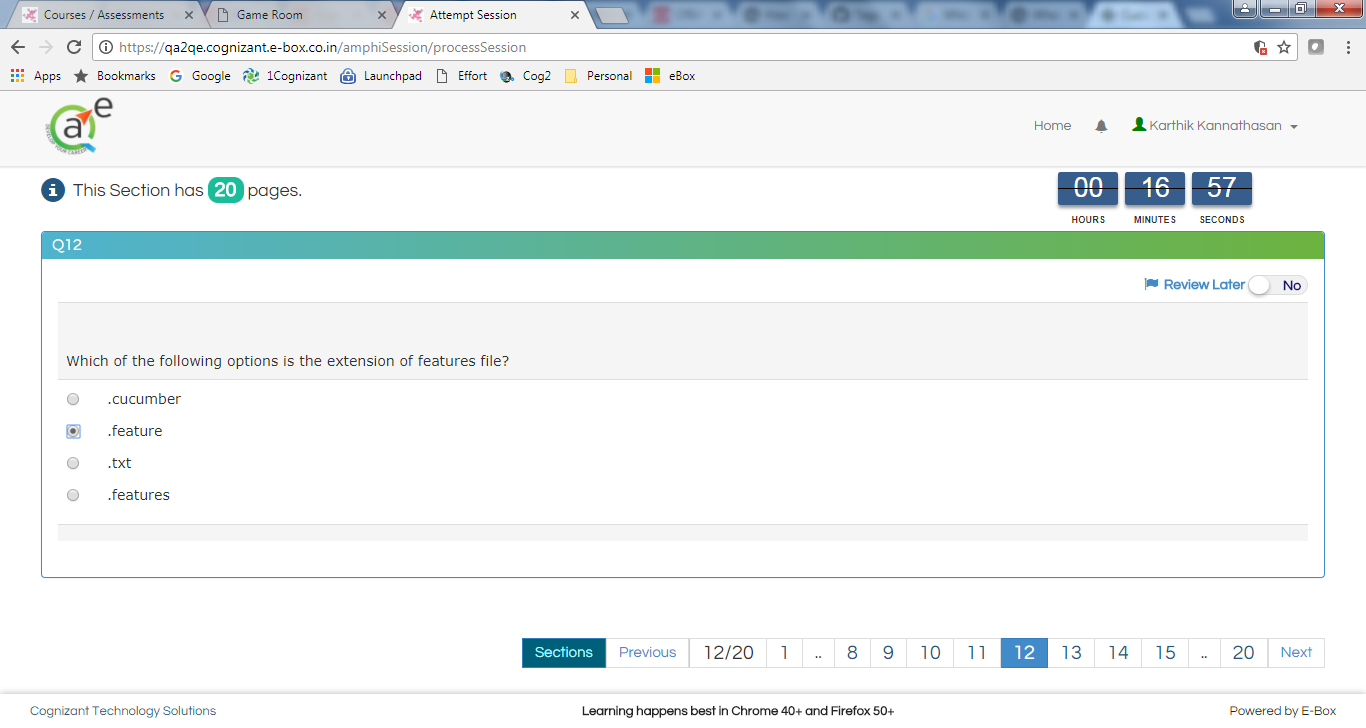 Courses / Assessments
Game Room
Attempt Session
https://qa2qe.cognizant.e-box.co.in/amphiSession/processSession
Apps Bookmarks Google 1Cognizant Launchpad Effort Cog2 Personal eBox
a e
DEVELOP YOUR CAREER
Home Karthik Kannathasan
This Section has 20 pages.
00 16 57
HOURS MINUTES SECONDS
Q12
Review Later No
Which of the following options is the extension of features file?
.cucumber
.feature
.txt
.features
Sections Previous 12/20 1 .. 8 9 10 11 12 13 14 15 .. 20 Next
Cognizant Technology Solutions Learning happens best in Chrome 40+ and Firefox 50+ Powered by E-Box